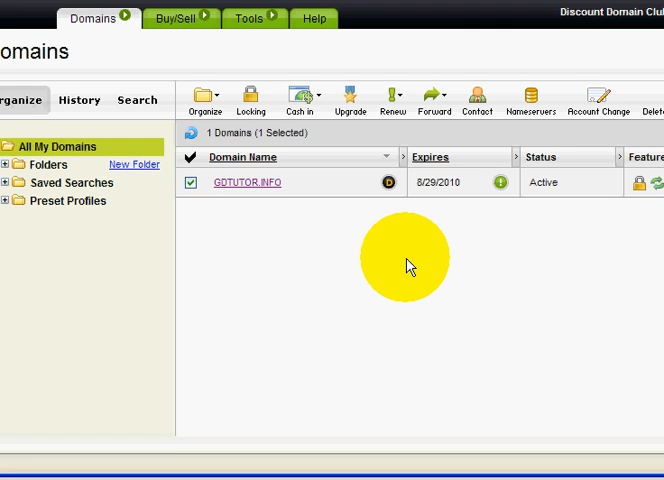 Discount Domain Clu
Domains Buy/Sell Tools Help
omains
rganize History Search
Organize Locking Cash in Upgrade Renew Forward Contact Nameservers Account Change Delet
1 Domains (1 Selected)
All My Domains
Domain Name Expires Status Feature
Folders New Folder
GDTUTOR.INFO D 8/29/2010 Active
Saved Searches
Preset Profiles